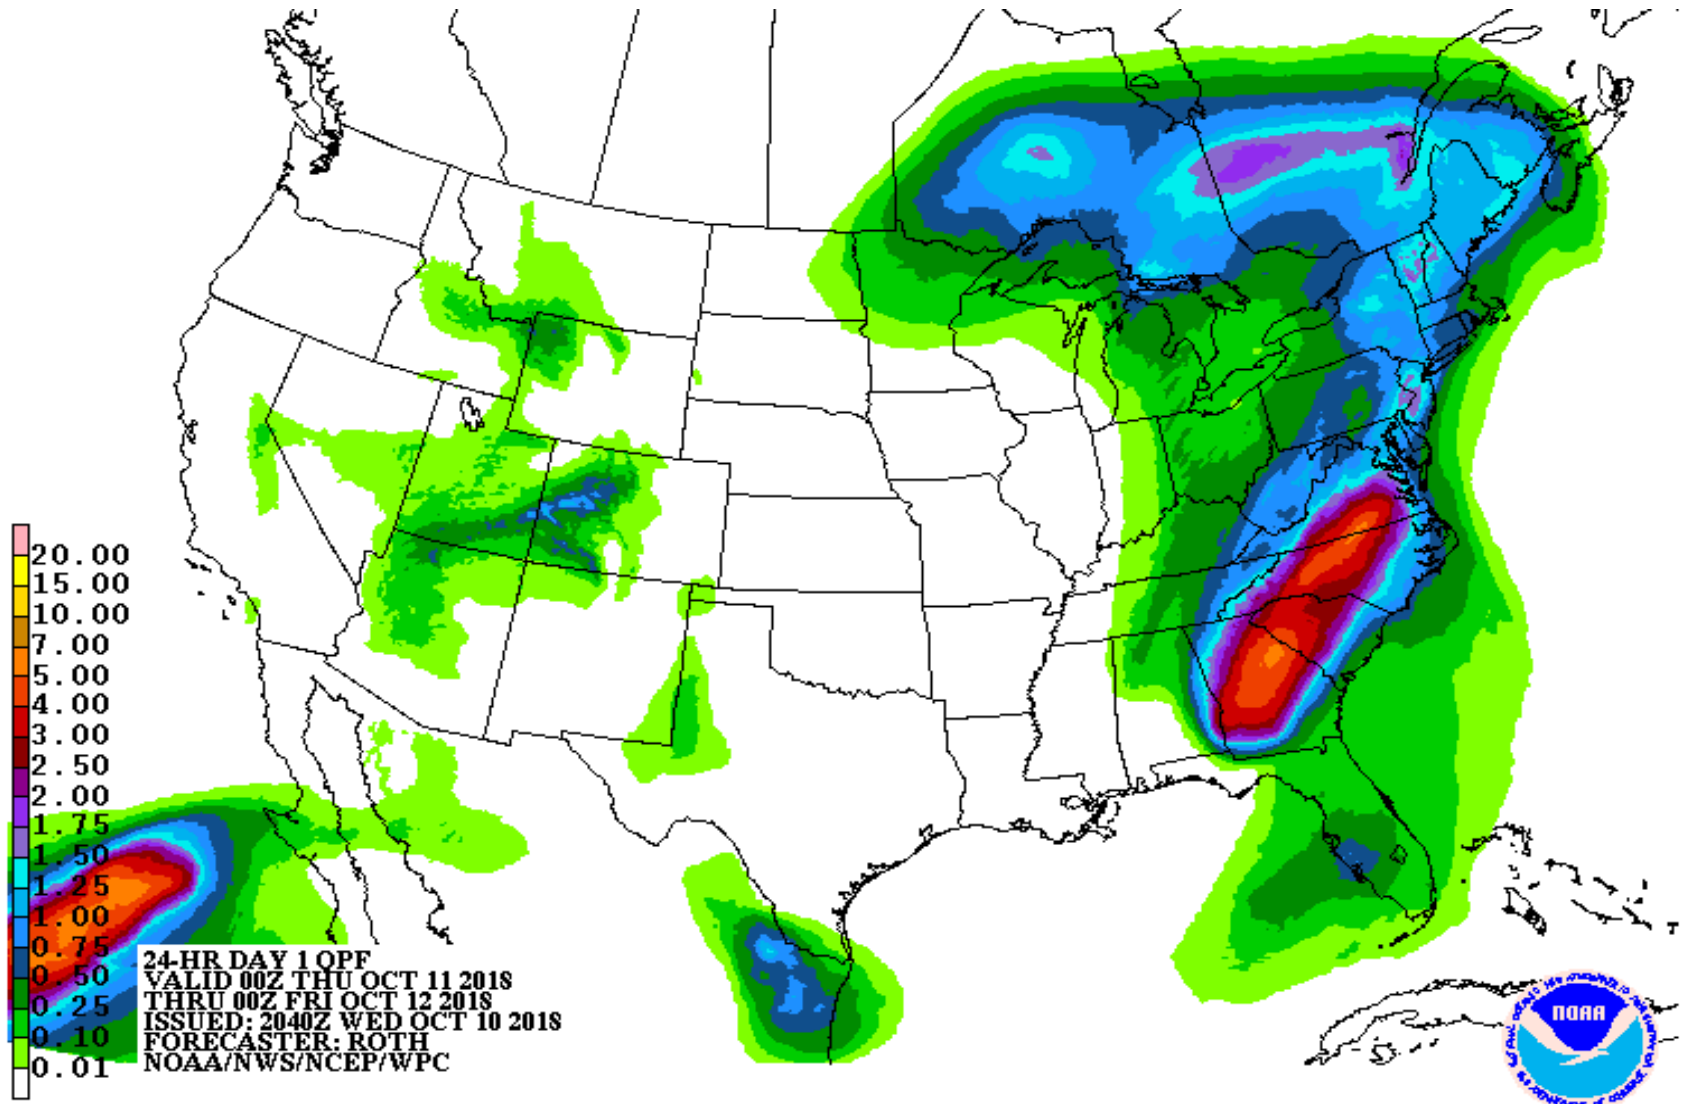 20.00
15.00
10.00
7.00
5.00
4.00
3.00
2.50
2.00
1.75
1.50
1.25
1.00
0.75
0.50
0.25
0.10
0.01
24-HR DAY 1 QPF
VALID 00Z THU OCT 11 2018
THRU 00Z FRI OCT 12 2018
ISSUED: 2040Z WED OCT 10 2018
FORECASTER: ROTH
NOAA/NWS/NCEP/WPC
NOAA